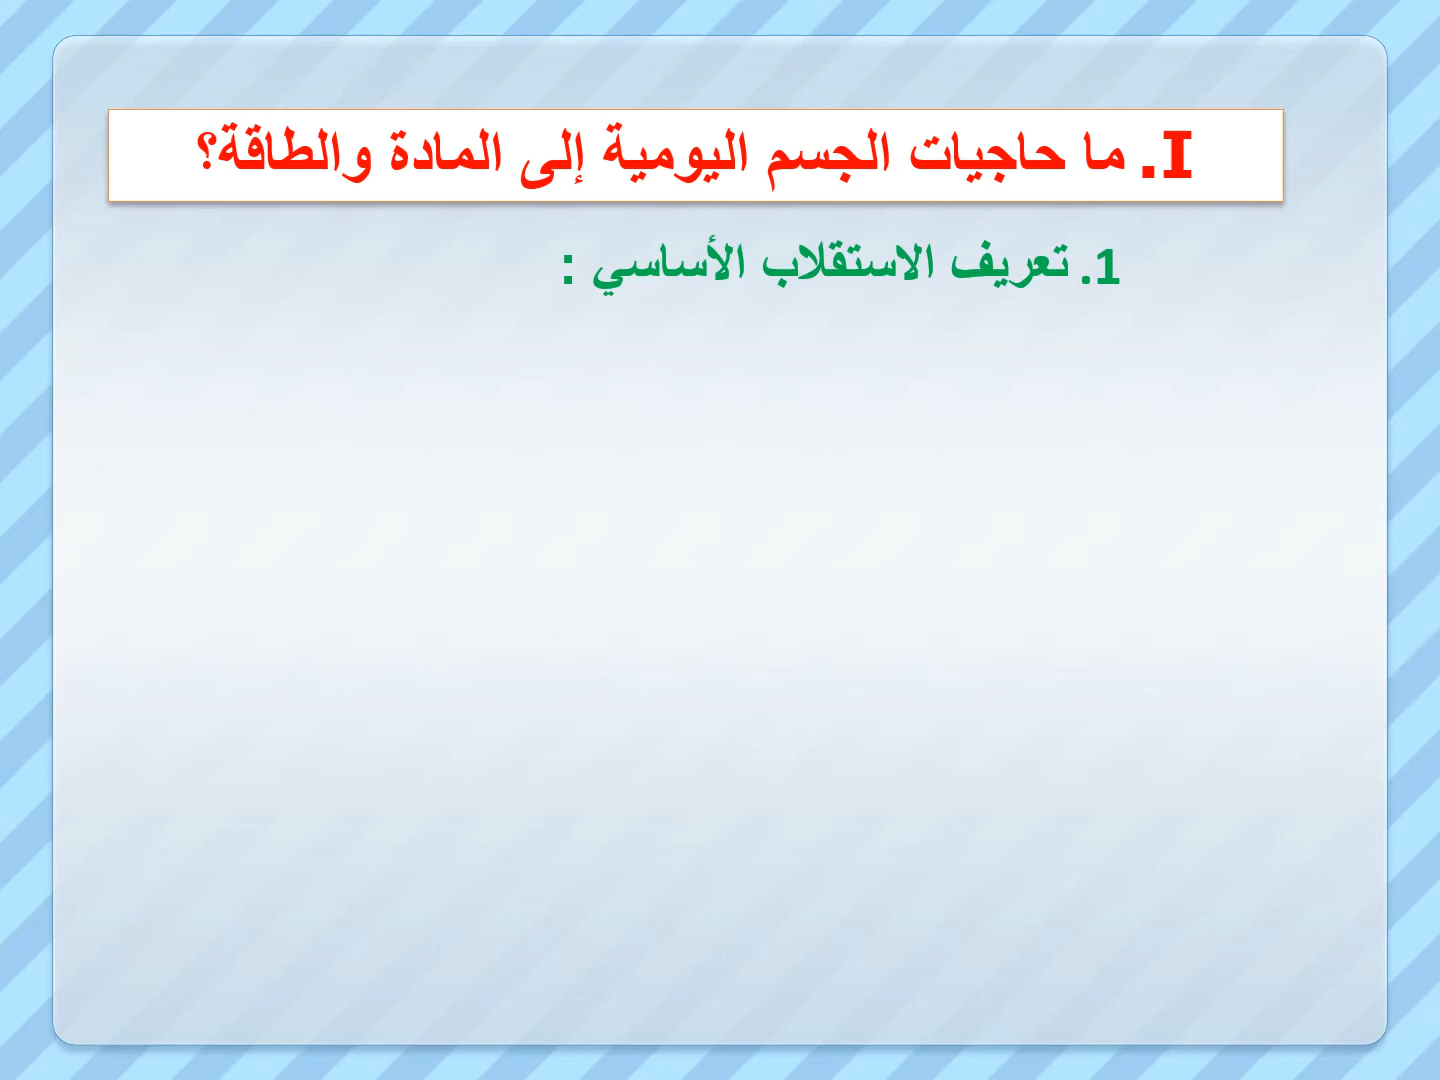 I. ما حاجيات الجسم اليومية إلى المادة والطاقة؟
1. تعريف الاستقلاب الأساسي :